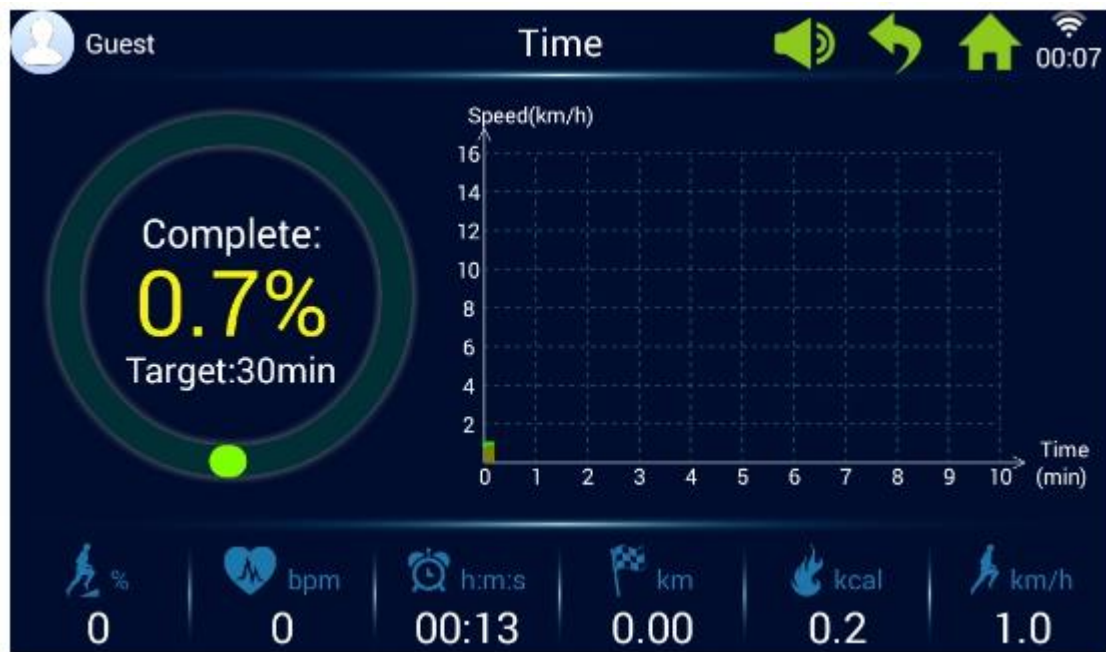 Guest
Time
00:07
Complete:
0.7%
Target:30min
Speed(km/h)
16
14
12
10
8
6
4
2
0 1 2 3 4 5 6 7 8 9 10
Time
(min)
% bpm h:m:s km kcal km/h
0 0 00:13 0.00 0.2 1.0